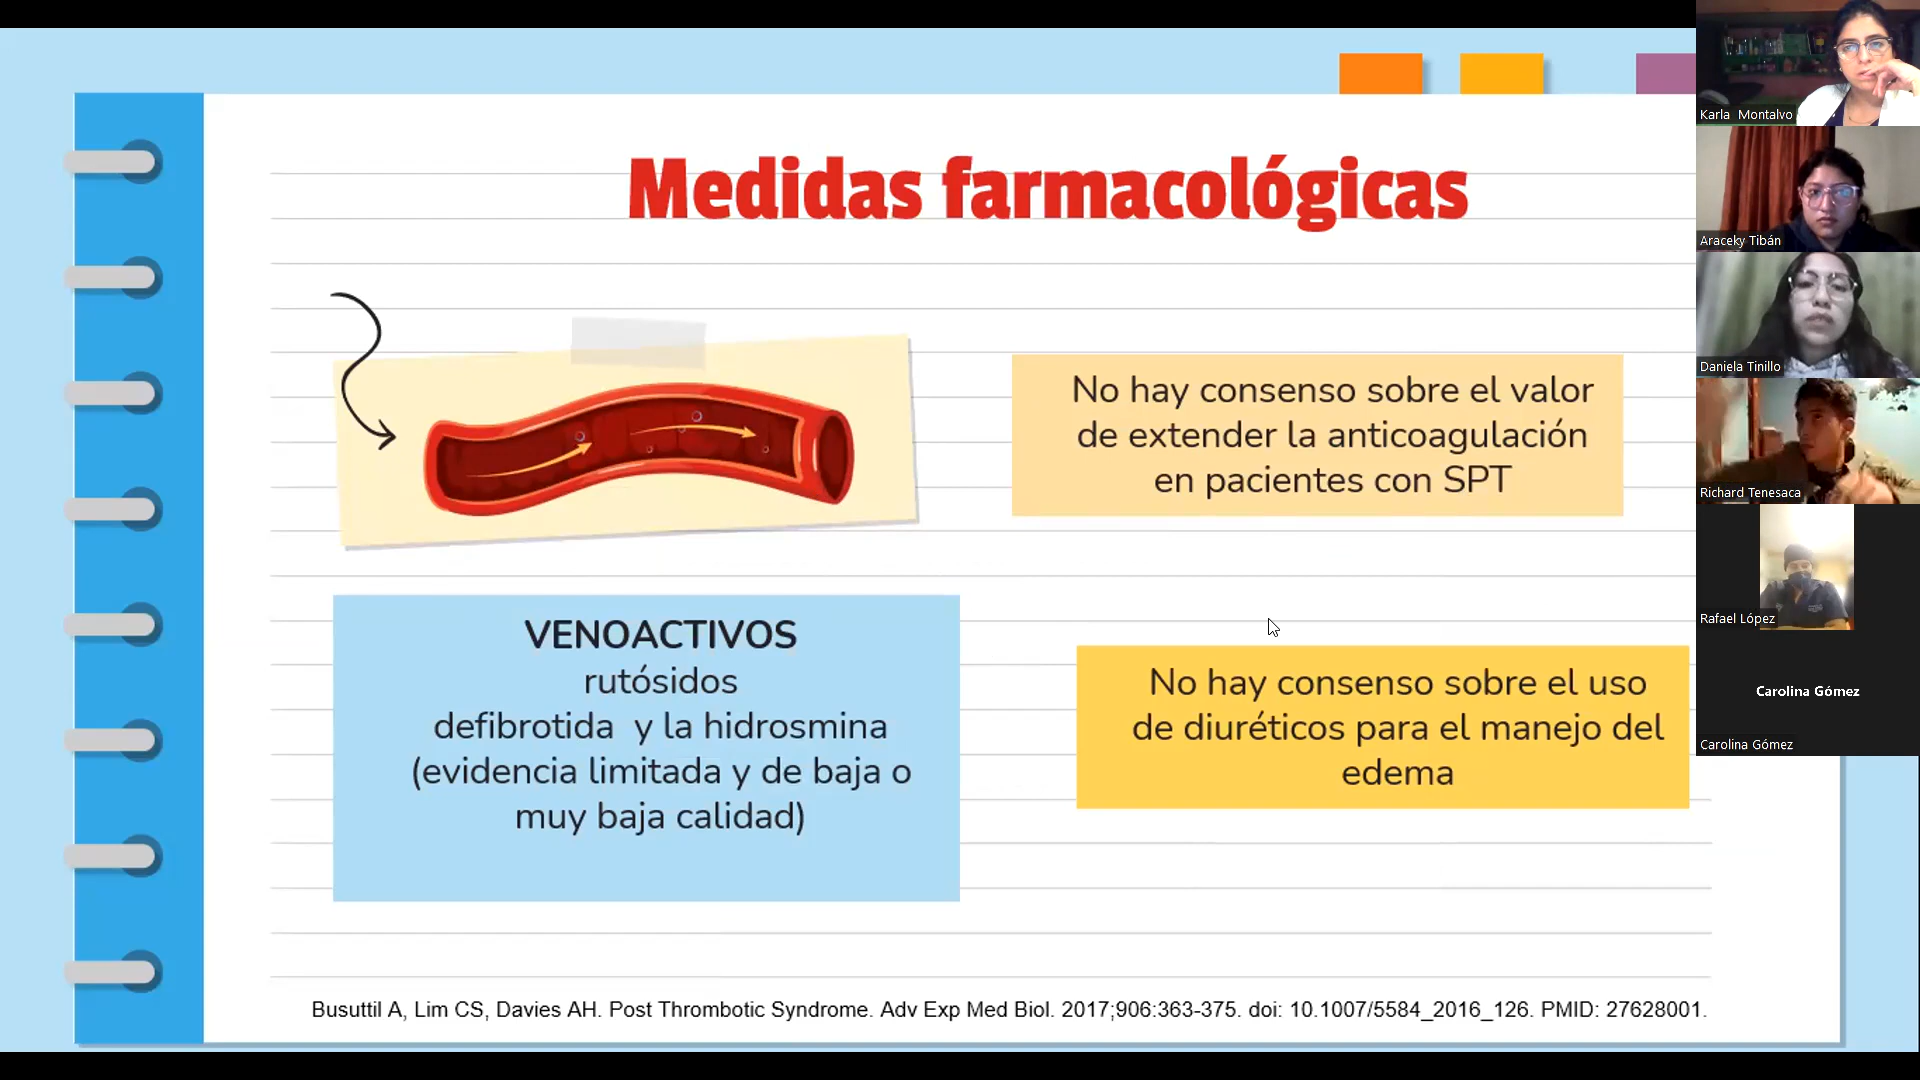 Medidas farmacológicas
No hay consenso sobre el valor
de extender la anticoagulación
en pacientes con SPT
VENOACTIVOS
rutósidos
defibrotida y la hidrosmina
(evidencia limitada y de baja o
muy baja calidad)
No hay consenso sobre el uso
de diuréticos para el manejo del
edema
Busuttil A, Lim CS, Davies AH. Post Thrombotic Syndrome. Adv Exp Med Biol. 2017;906:363-375. doi: 10.1007/5584_2016_126. PMID: 27628001.
Karla Montalvo
Araceky Tibán
Daniela Tinillo
Richard Tenesaca
Rafael López
Carolina Gómez
Carolina Gómez